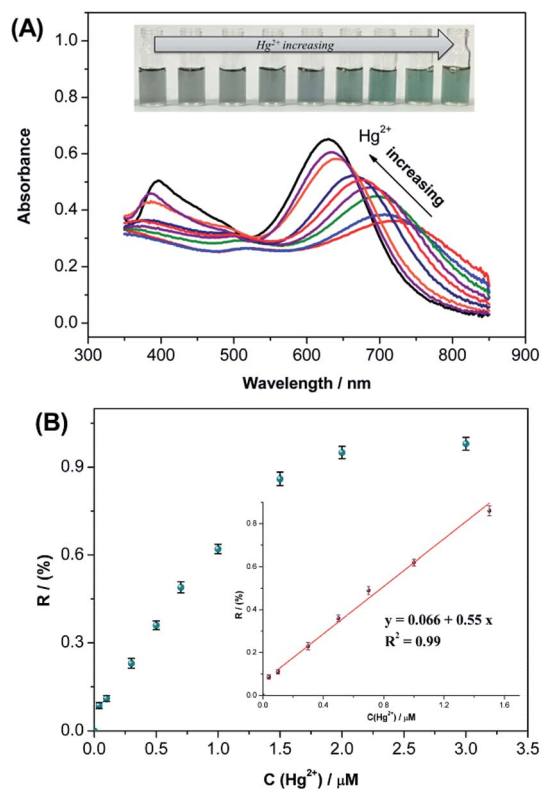 (A)
1.0
0.8
0.6
0.4
0.2
0.0
Absorbance
Hg²⁺ increasing
Hg²⁺
increasing
300 400 500 600 700 800 900
Wavelength / nm
(B)
0.9
0.6
0.3
0.0
R / (%)
0.8
0.6
0.4
0.2
0.0
R / (%)
y = 0.066 + 0.55 x
R² = 0.99
0.0 0.4 0.8 1.2 1.6
C(Hg²⁺) / μM
0.0 0.5 1.0 1.5 2.0 2.5 3.0 3.5
C (Hg²⁺) / μM